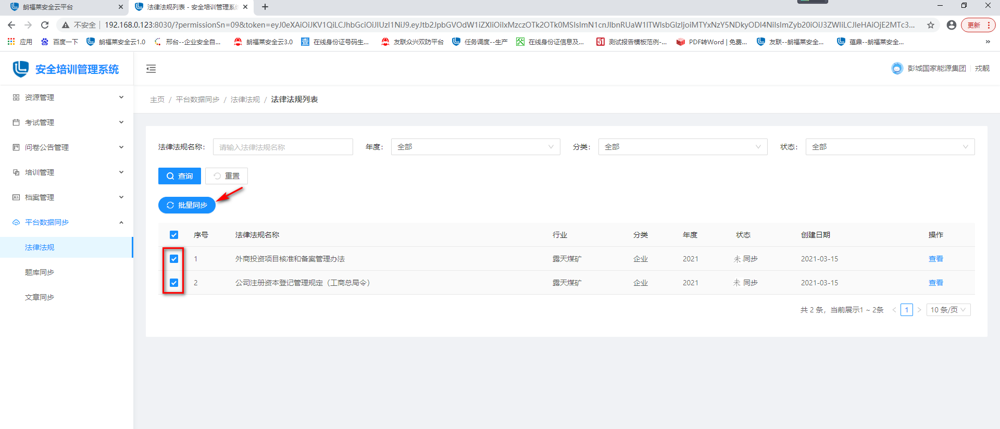 朗福莱安全云平台
法律法规列表 - 安全培训管理系统
不安全
192.168.0.123:8030/?permissionSn=09&token=eyJ0eXAiOiJKV1QiLCJhbGciOiJIUzI1NiJ9.eyJtb2JpbGVOdW1iZXIiOiIxMzczOTk2OTk0MSIsImN1cnJlbnRUaW1lTWlsbGlzIjoiMTYxNzY5NDkyODI4NiIsImZyb20iOiJ3ZWIiLCJleHAiOjE2MTc3...
更新
应用
百度一下
朗福莱安全云1.0
邢台--企业安全自...
朗福莱安全云3.0
在线身份证号码生...
友联众兴双防平台
任务调度--生产
在线身份证信息及...
测试报告模板范例-...
PDF转Word | 免费...
友联--朗福莱安全...
蕴鼎--朗福莱安全...
»
安全培训管理系统
彭城国家能源集团
戎靓
资源管理
考试管理
问卷公告管理
培训管理
档案管理
平台数据同步
法律法规
题库同步
文章同步
主页 / 平台数据同步 / 法律法规 / 法律法规列表
法律法规名称: 请输入法律法规名称 年度: 全部 分类: 全部 状态: 全部
查询 重置
批量同步
序号 法律法规名称 行业 分类 年度 状态 创建日期 操作
1 外商投资项目核准和备案管理办法 露天煤矿 企业 2021 未 同步 2021-03-15 查看
2 公司注册资本登记管理规定（工商总局令） 露天煤矿 企业 2021 未 同步 2021-03-15 查看
共 2 条，当前展示1 ~ 2条 < 1 > 10 条/页